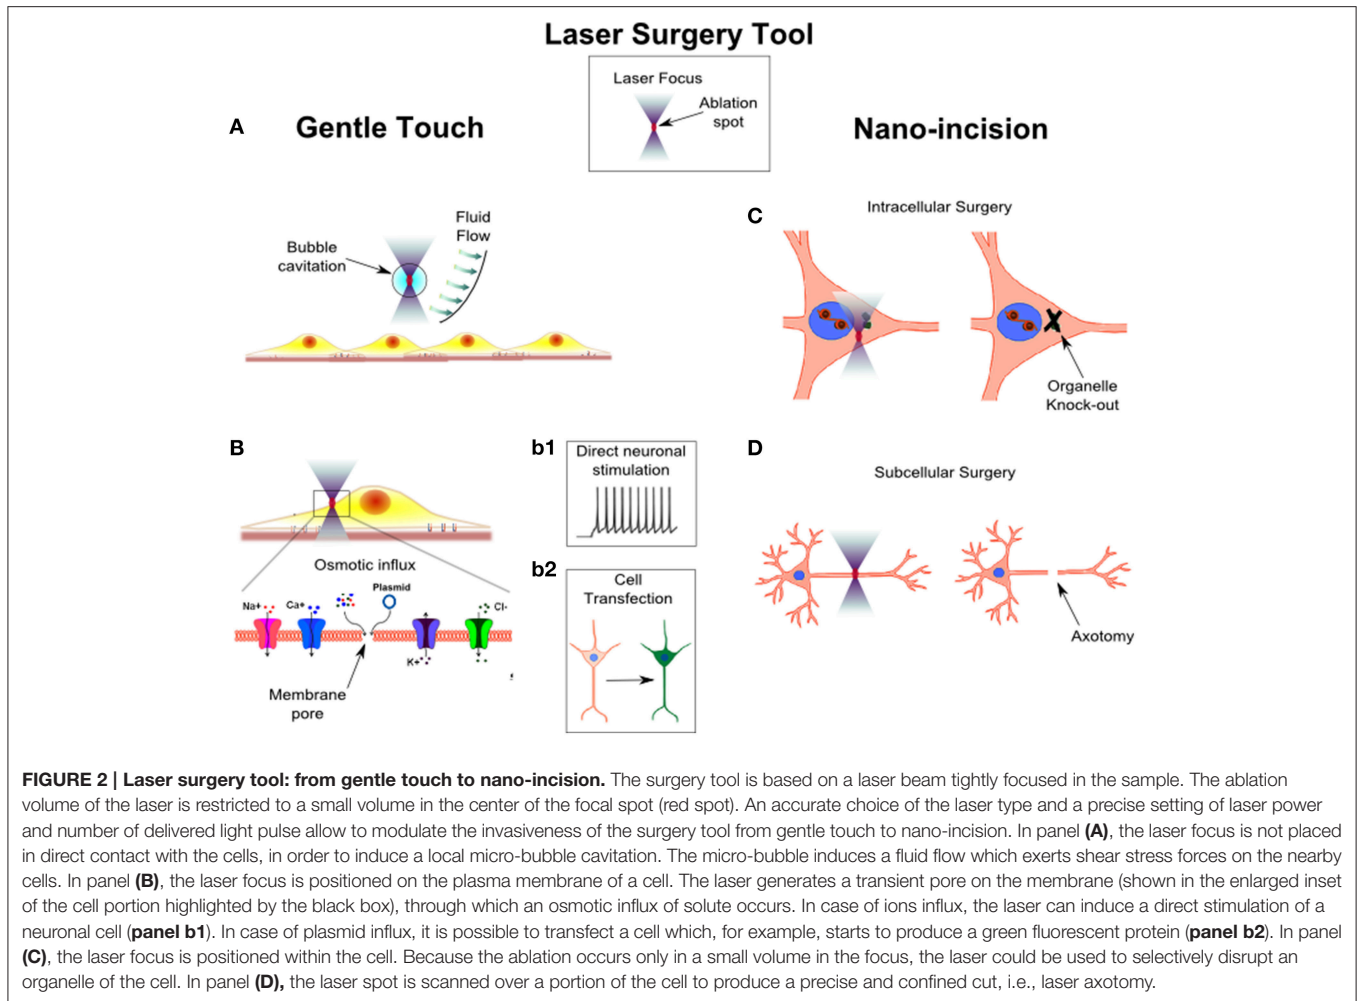 Laser Surgery Tool
Laser Focus
Ablation
spot
A
Gentle Touch
Nano-incision
Bubble
cavitation
Fluid
Flow
C
Intracellular Surgery
Organelle
Knock-out
B
Osmotic influx
Na+
Ca+
Plasmid
Cl-
K+
Membrane
pore
b1
Direct neuronal
stimulation
b2
Cell
Transfection
D
Subcellular Surgery
Axotomy
FIGURE 2 | Laser surgery tool: from gentle touch to nano-incision. The surgery tool is based on a laser beam tightly focused in the sample. The ablation
volume of the laser is restricted to a small volume in the center of the focal spot (red spot). An accurate choice of the laser type and a precise setting of laser power
and number of delivered light pulse allow to modulate the invasiveness of the surgery tool from gentle touch to nano-incision. In panel (A), the laser focus is not placed
in direct contact with the cells, in order to induce a local micro-bubble cavitation. The micro-bubble induces a fluid flow which exerts shear stress forces on the nearby
cells. In panel (B), the laser focus is positioned on the plasma membrane of a cell. The laser generates a transient pore on the membrane (shown in the enlarged inset
of the cell portion highlighted by the black box), through which an osmotic influx of solute occurs. In case of ions influx, the laser can induce a direct stimulation of a
neuronal cell (panel b1). In case of plasmid influx, it is possible to transfect a cell which, for example, starts to produce a green fluorescent protein (panel b2). In panel
(C), the laser focus is positioned within the cell. Because the ablation occurs only in a small volume in the focus, the laser could be used to selectively disrupt an
organelle of the cell. In panel (D), the laser spot is scanned over a portion of the cell to produce a precise and confined cut, i.e., laser axotomy.